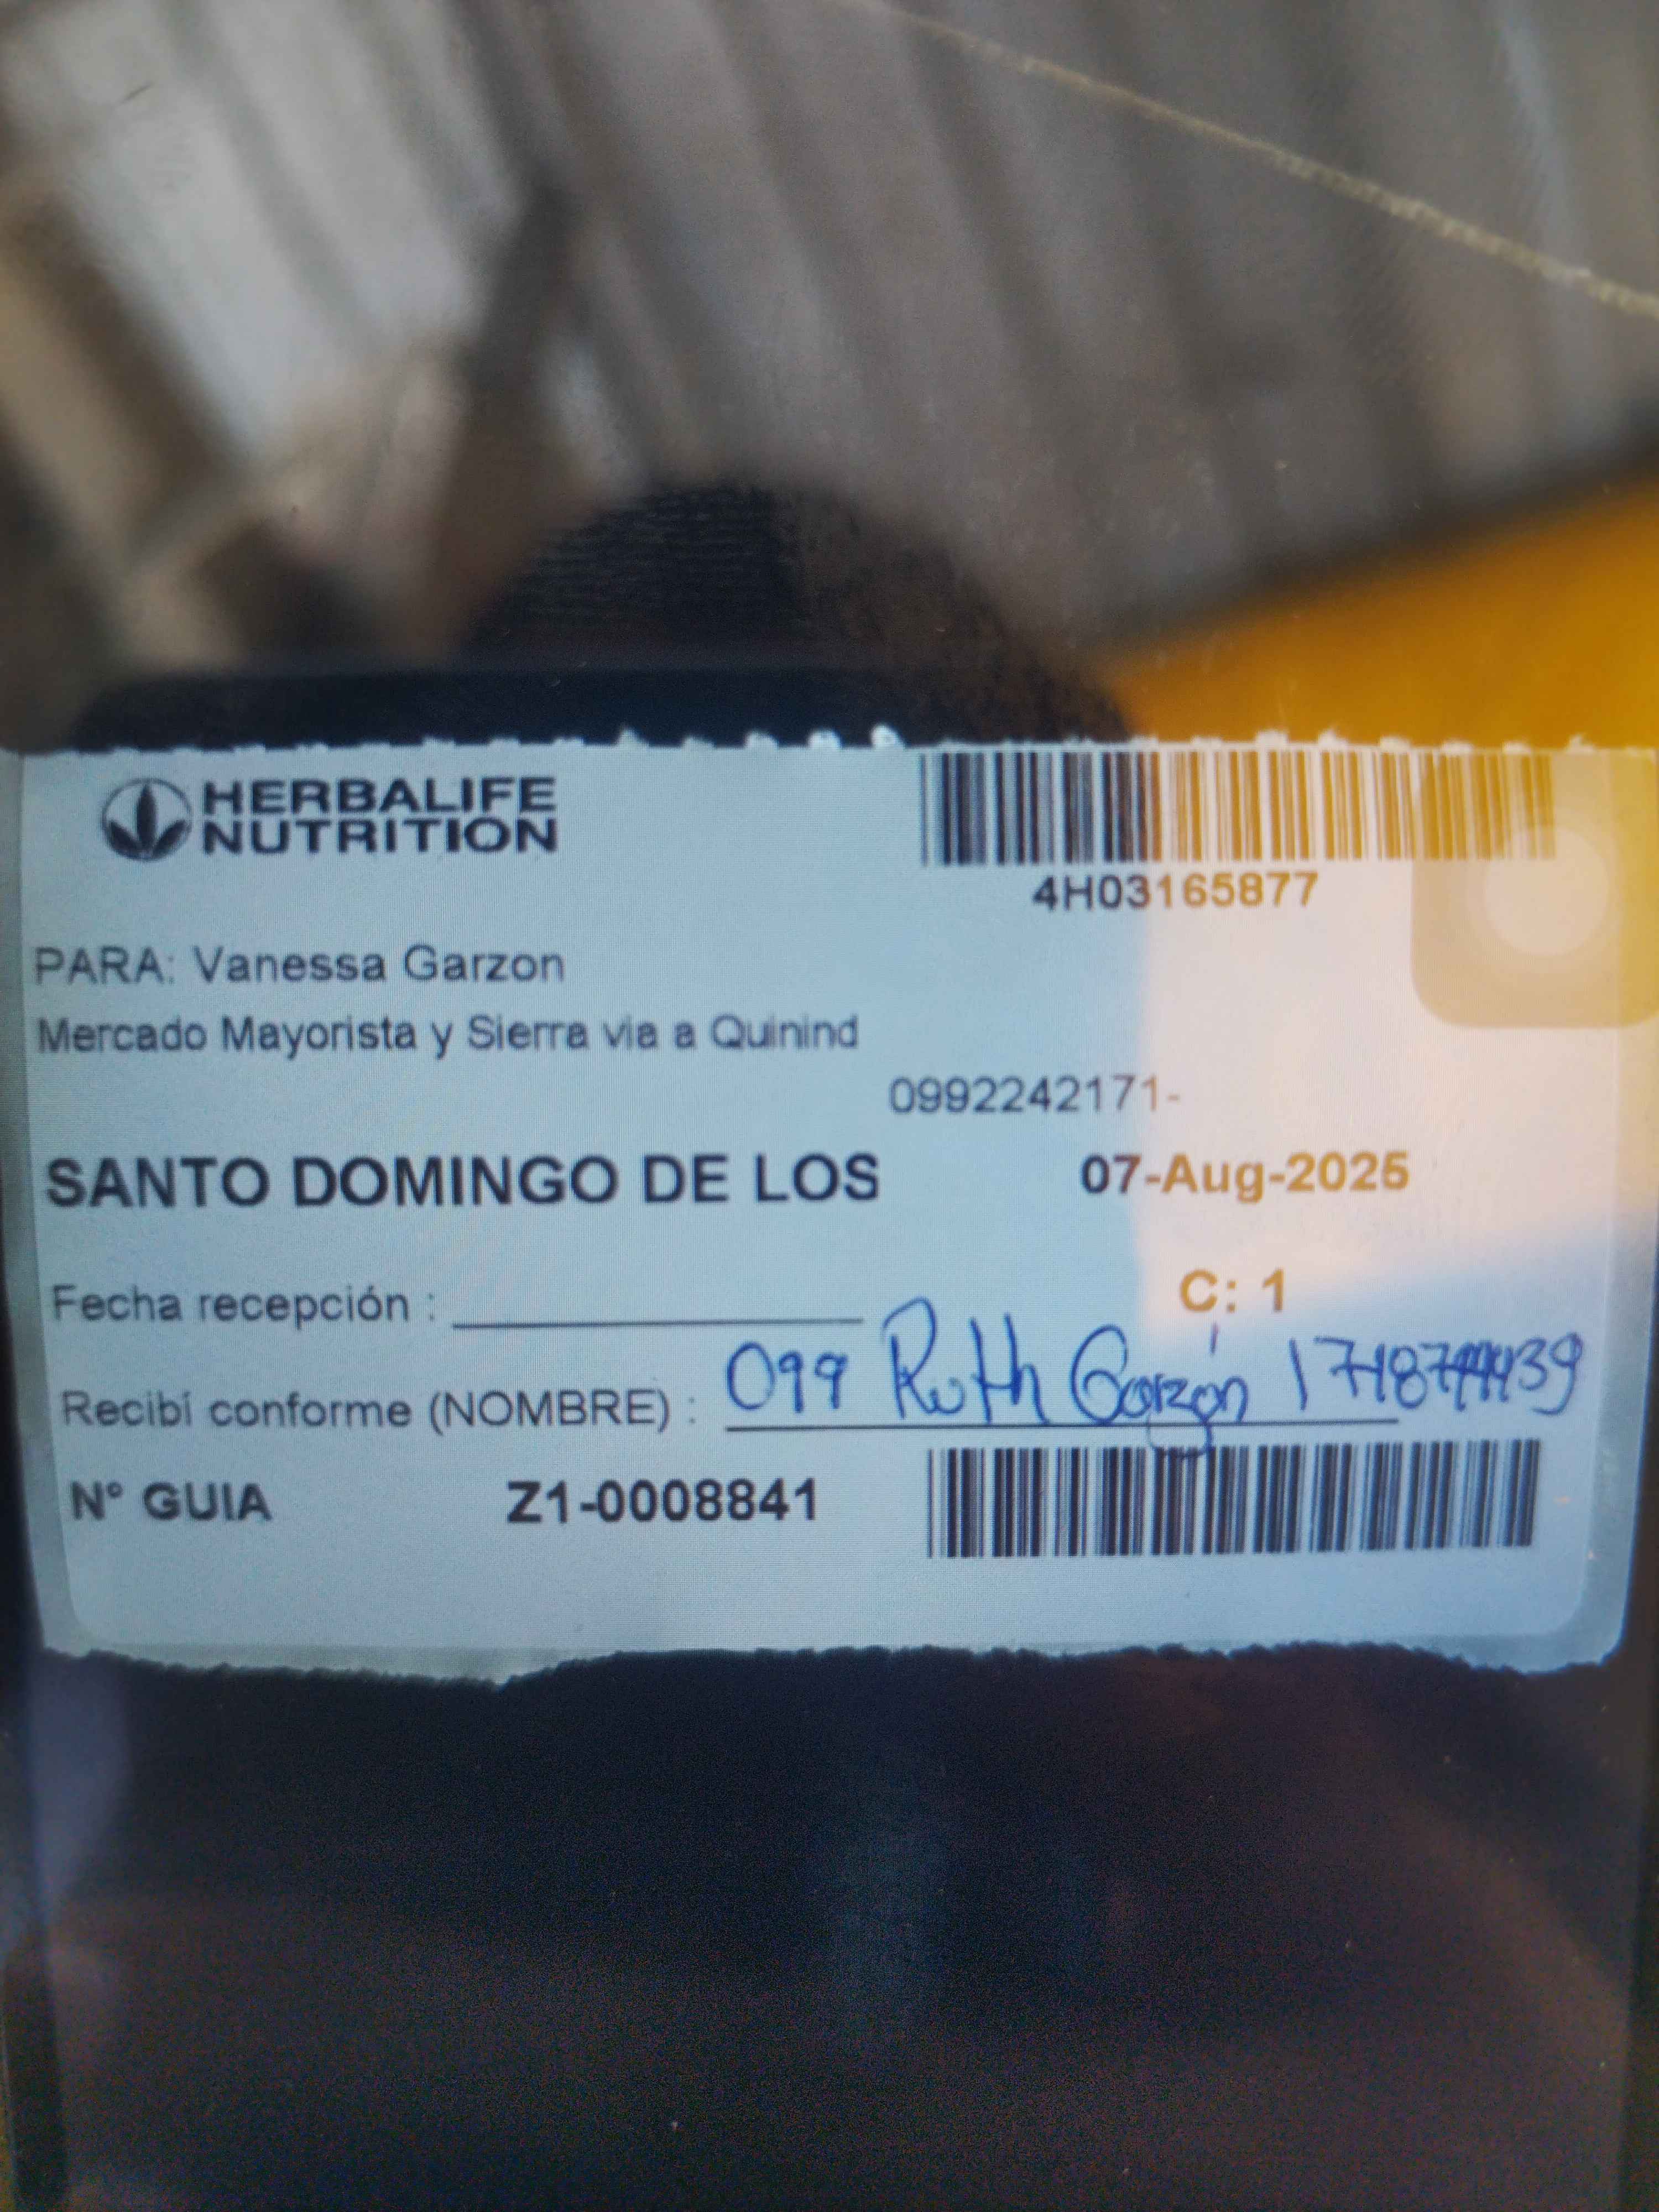 HERBALIFE
NUTRITION
4H03165877
PARA: Vanessa Garzon
Mercado Mayorista y Sierra via a Quinind
0992242171-
SANTO DOMINGO DE LOS 07-Aug-2025
Fecha recepción : C: 1
Recibí conforme (NOMBRE) : 099 Ruth Garzón
N° GUIA Z1-0008841